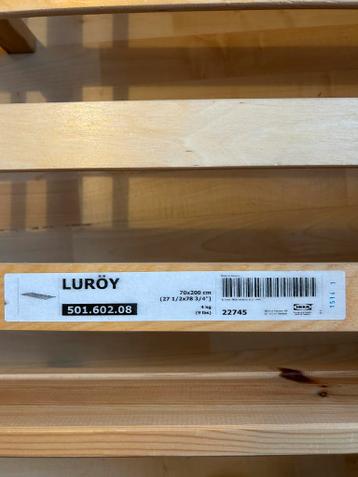 LURÖY
501.602.08
70x200 cm
(27 1/2x78 3/4")
4 kg
(9 lbs)
22745
IKEA
1514